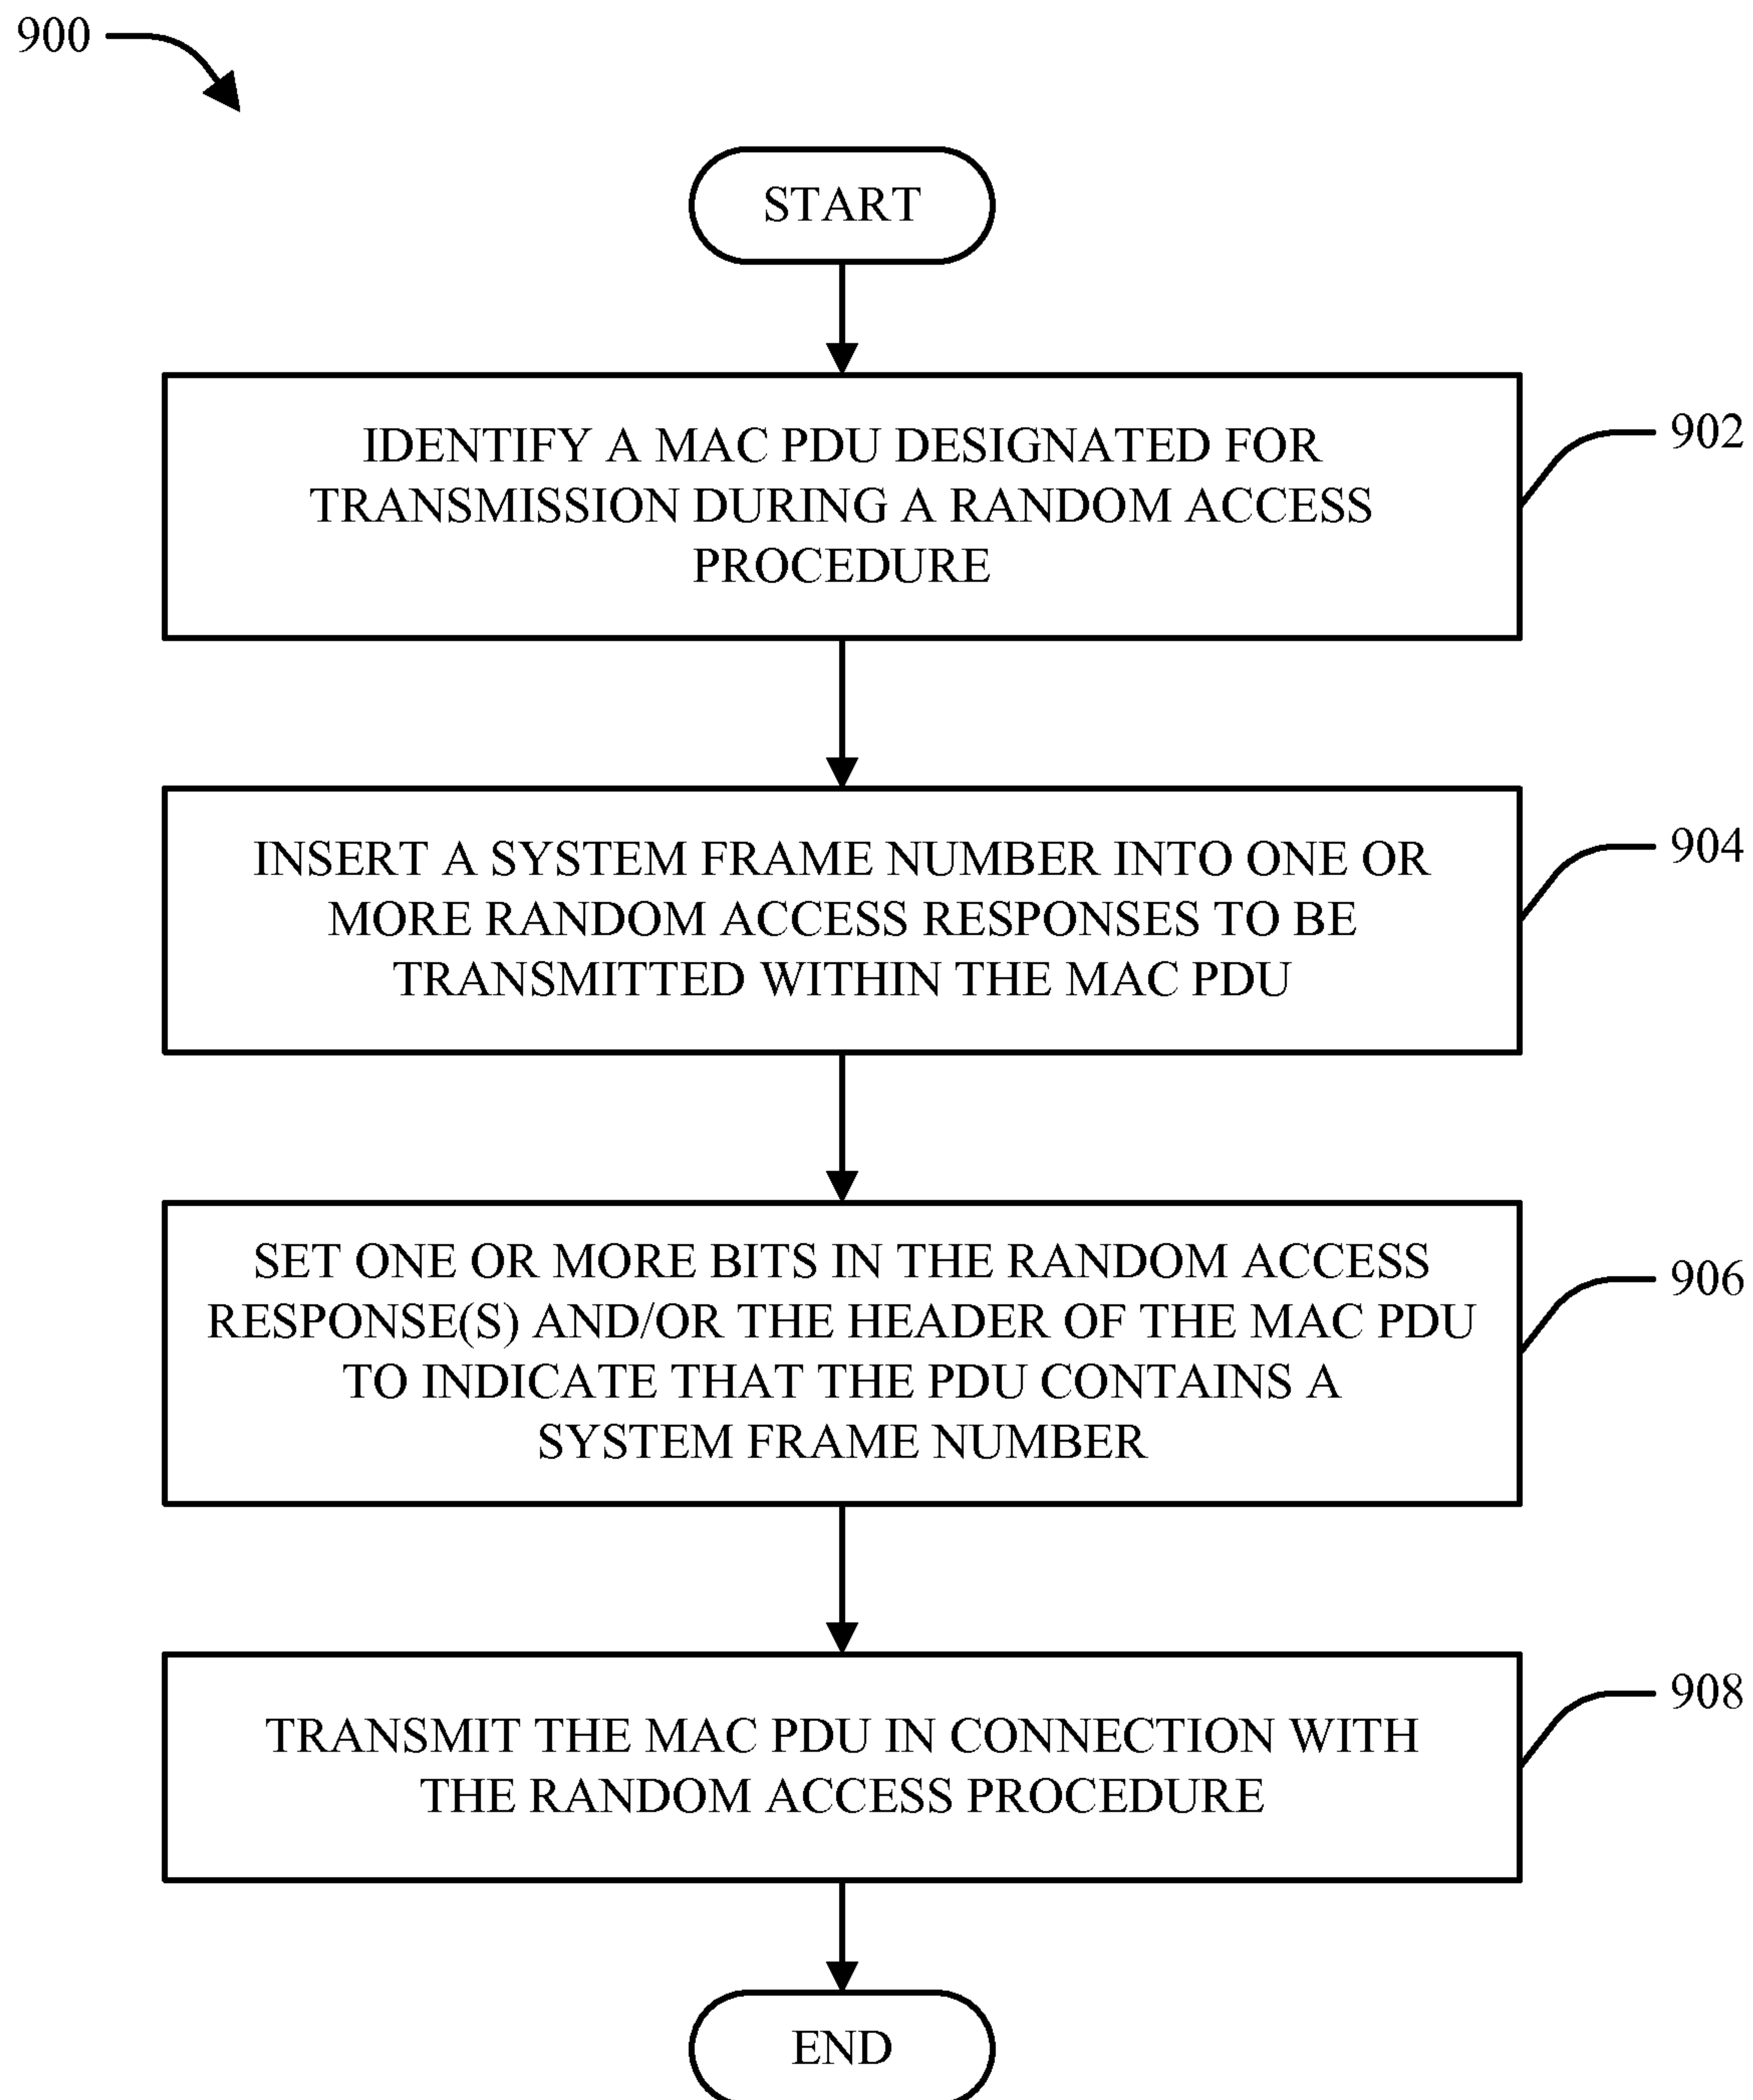 900
START
IDENTIFY A MAC PDU DESIGNATED FOR
TRANSMISSION DURING A RANDOM ACCESS
PROCEDURE
902
INSERT A SYSTEM FRAME NUMBER INTO ONE OR
MORE RANDOM ACCESS RESPONSES TO BE
TRANSMITTED WITHIN THE MAC PDU
904
SET ONE OR MORE BITS IN THE RANDOM ACCESS
RESPONSE(S) AND/OR THE HEADER OF THE MAC PDU
TO INDICATE THAT THE PDU CONTAINS A
SYSTEM FRAME NUMBER
906
TRANSMIT THE MAC PDU IN CONNECTION WITH
THE RANDOM ACCESS PROCEDURE
908
END